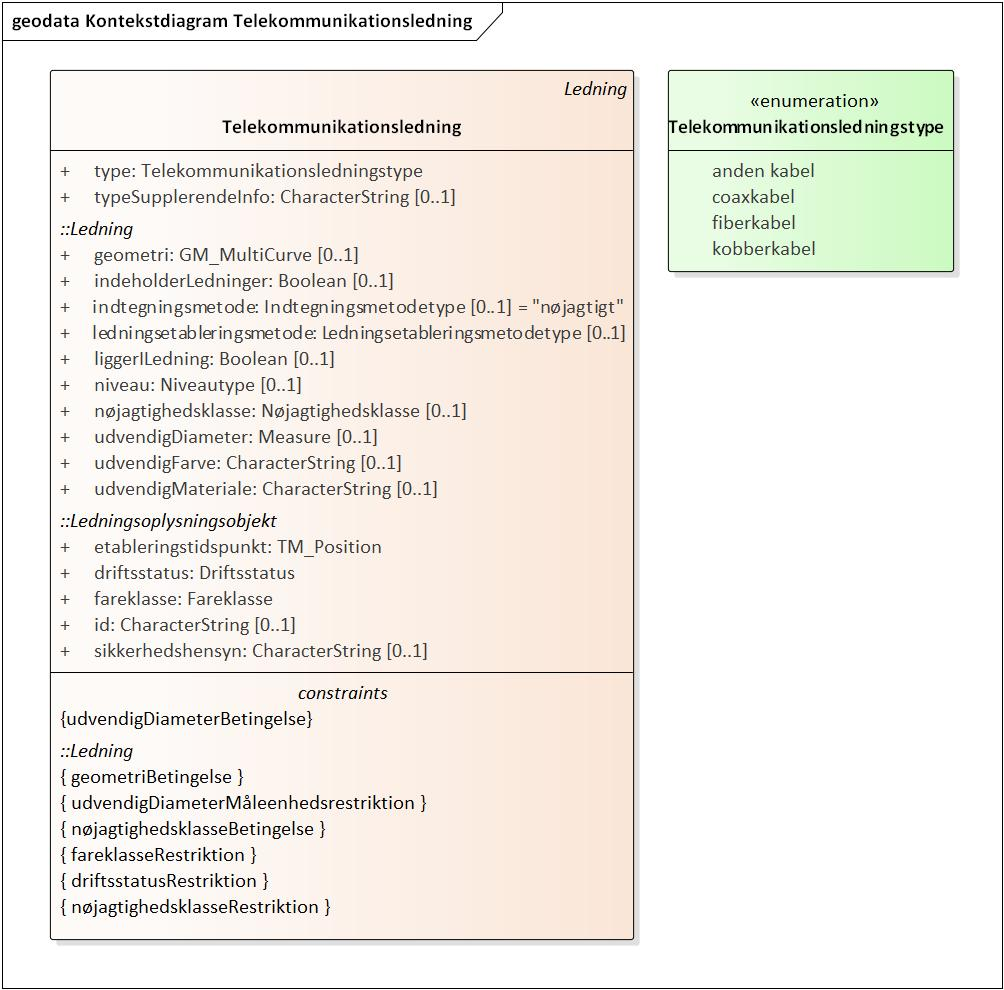 geodata Kontekstdiagram Telekommunikationsledning
Ledning
Telekommunikationsledning
+ type: Telekommunikationsledningstype
+ typeSupplerendeInfo: CharacterString [0..1]
::Ledning
+ geometri: GM_MultiCurve [0..1]
+ indeholderLedninger: Boolean [0..1]
+ indtegningsmetode: Indtegningsmetodetype [0..1] = "nøjagtigt"
+ ledningsetableringsmetode: Ledningsetableringsmetodetype [0..1]
+ liggerILedning: Boolean [0..1]
+ niveau: Niveautype [0..1]
+ nøjagtighedsklasse: Nøjagtighedsklasse [0..1]
+ udvendigDiameter: Measure [0..1]
+ udvendigFarve: CharacterString [0..1]
+ udvendigMateriale: CharacterString [0..1]
::Ledningsoplysningsobjekt
+ etableringstidspunkt: TM_Position
+ driftsstatus: Driftsstatus
+ fareklasse: Fareklasse
+ id: CharacterString [0..1]
+ sikkerhedshensyn: CharacterString [0..1]
constraints
{udvendigDiameterBetingelse}
::Ledning
{ geometriBetingelse }
{ udvendigDiameterMåleenhedsrestriktion }
{ nøjagtighedsklasseBetingelse }
{ fareklasseRestriktion }
{ driftsstatusRestriktion }
{ nøjagtighedsklasseRestriktion }
«enumeration»
Telekommunikationsledningstype
anden kabel
coaxkabel
fiberkabel
kobberkabel